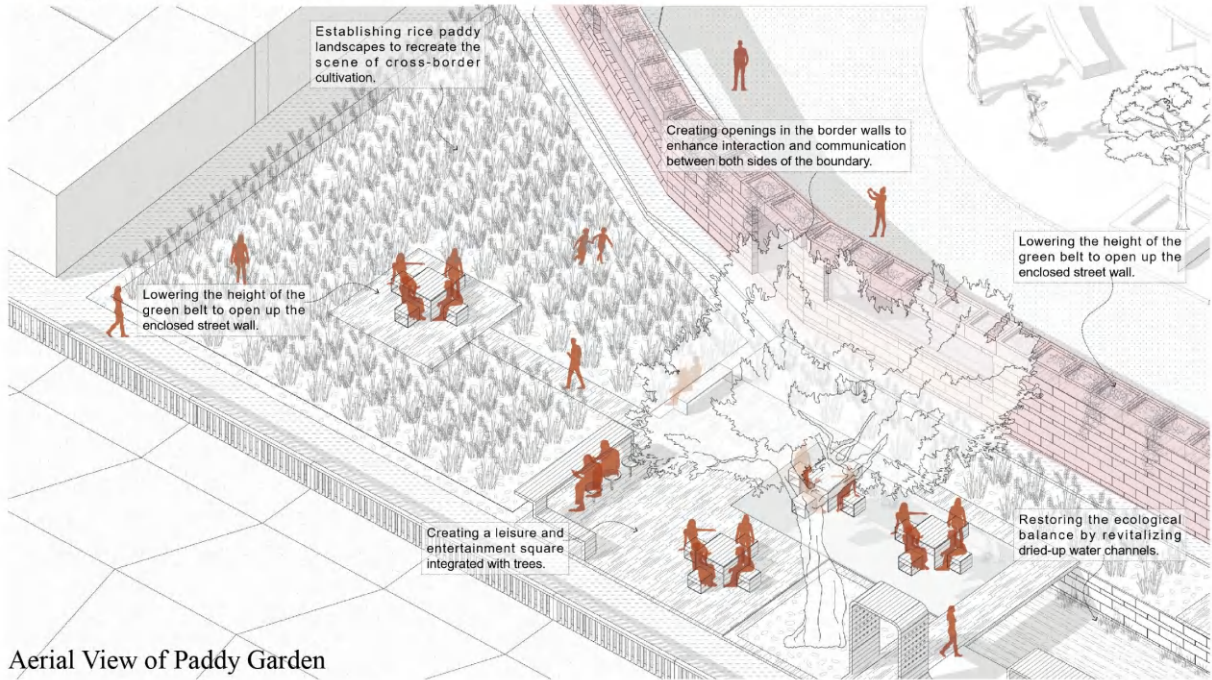 Establishing rice paddy
landscapes to recreate the
scene of cross-border
cultivation.
Creating openings in the border walls to
enhance interaction and communication
between both sides of the boundary.
Lowering the height of the
green belt to open up the
enclosed street wall.
Lowering the height of the
green belt to open up the
enclosed street wall.
Creating a leisure and
entertainment square
integrated with trees.
Restoring the ecological
balance by revitalizing
dried-up water channels.
Aerial View of Paddy Garden